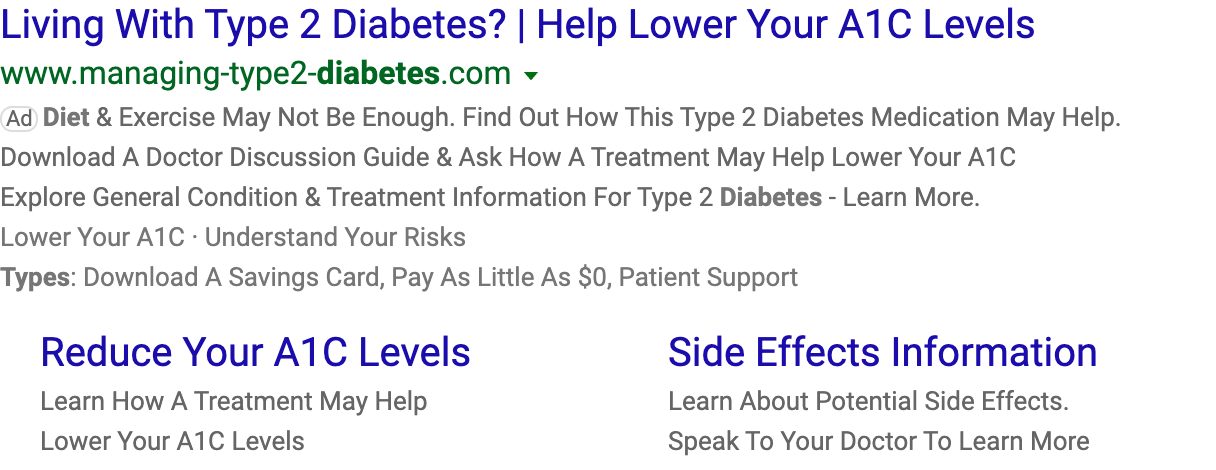 Living With Type 2 Diabetes? | Help Lower Your A1C Levels
www.managing-type2-diabetes.com
Ad Diet & Exercise May Not Be Enough. Find Out How This Type 2 Diabetes Medication May Help.
Download A Doctor Discussion Guide & Ask How A Treatment May Help Lower Your A1C
Explore General Condition & Treatment Information For Type 2 Diabetes - Learn More.
Lower Your A1C · Understand Your Risks
Types: Download A Savings Card, Pay As Little As $0, Patient Support
Reduce Your A1C Levels
Learn How A Treatment May Help
Lower Your A1C Levels
Side Effects Information
Learn About Potential Side Effects.
Speak To Your Doctor To Learn More